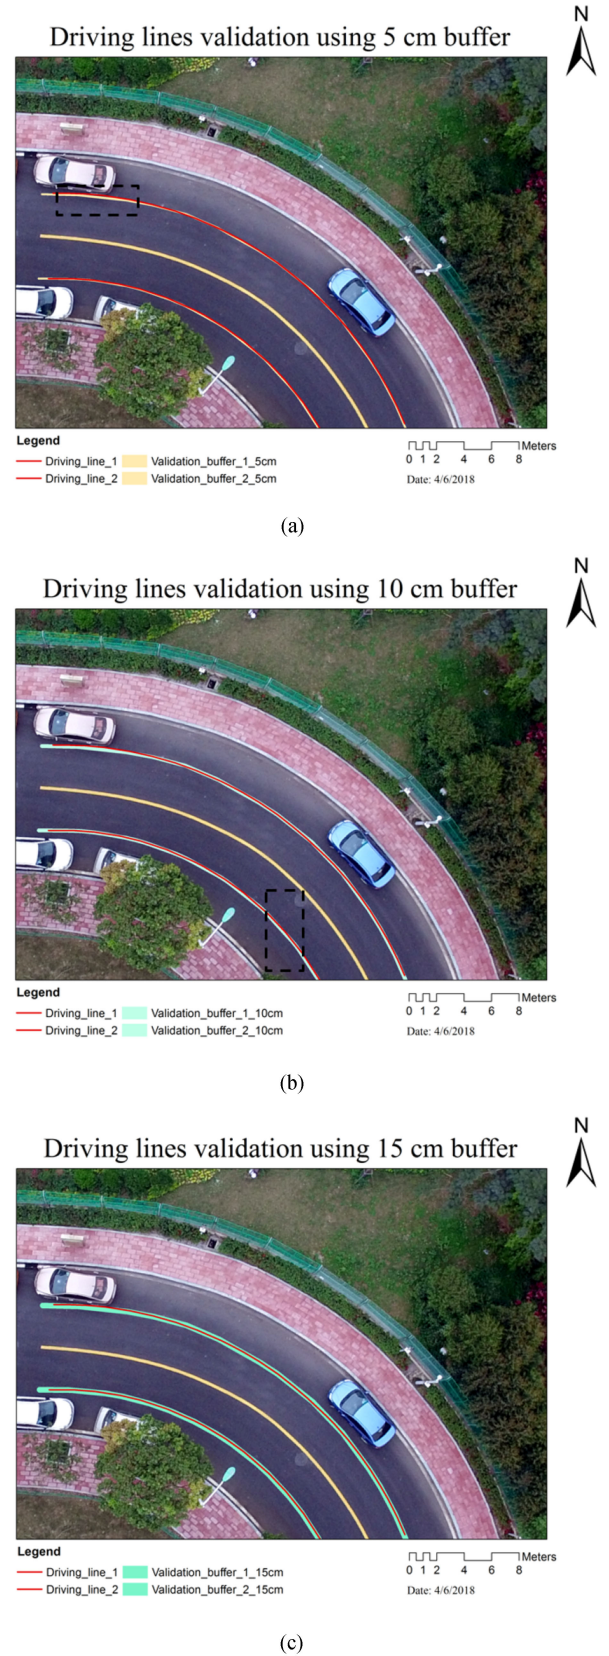 N
Driving lines validation using 5 cm buffer
Legend
Driving_line_1 Validation_buffer_1_5cm
Driving_line_2 Validation_buffer_2_5cm
Meters
0 1 2 4 6 8
Date: 4/6/2018
(a)
N
Driving lines validation using 10 cm buffer
Legend
Driving_line_1 Validation_buffer_1_10cm
Driving_line_2 Validation_buffer_2_10cm
Meters
0 1 2 4 6 8
Date: 4/6/2018
(b)
N
Driving lines validation using 15 cm buffer
Legend
Driving_line_1 Validation_buffer_1_15cm
Driving_line_2 Validation_buffer_2_15cm
Meters
0 1 2 4 6 8
Date: 4/6/2018
(c)